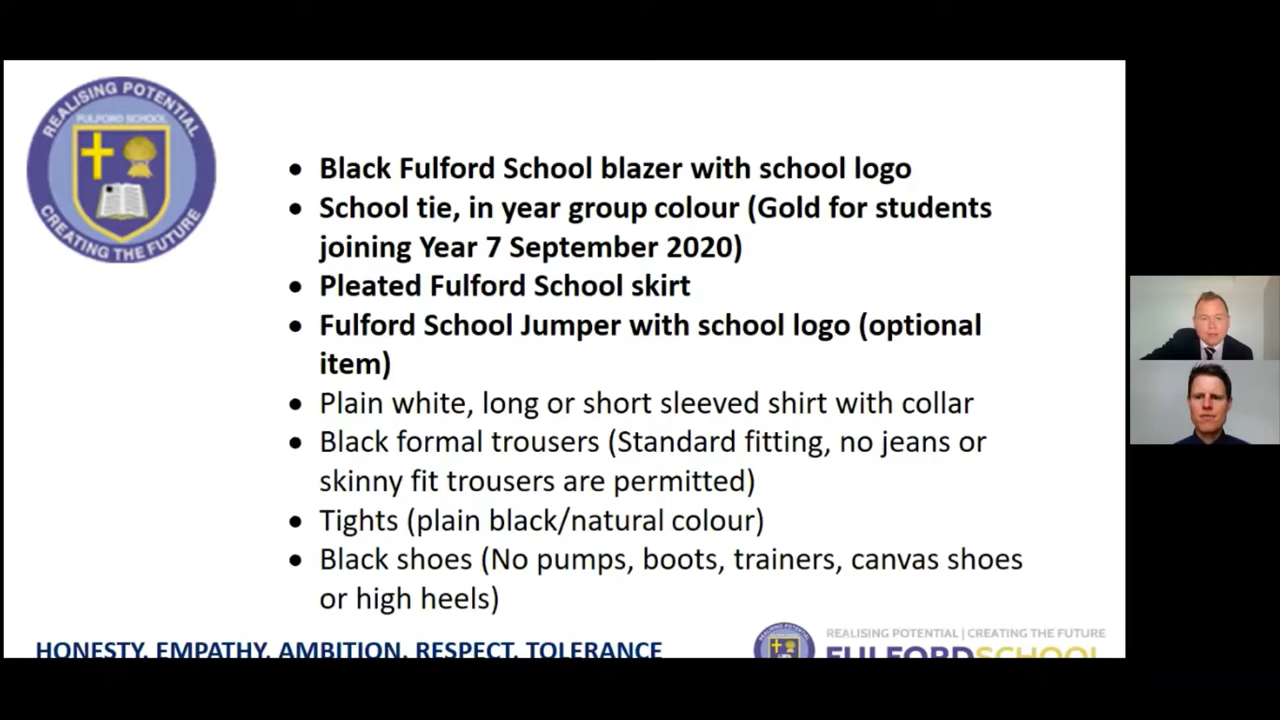 REALISING POTENTIAL
FULFORD SCHOOL
CREATING THE FUTURE
• Black Fulford School blazer with school logo
• School tie, in year group colour (Gold for students
joining Year 7 September 2020)
• Pleated Fulford School skirt
• Fulford School Jumper with school logo (optional
item)
• Plain white, long or short sleeved shirt with collar
• Black formal trousers (Standard fitting, no jeans or
skinny fit trousers are permitted)
• Tights (plain black/natural colour)
• Black shoes (No pumps, boots, trainers, canvas shoes
or high heels)
HONESTY, EMPATHY, AMBITION, RESPECT, TOLERANCE
REALISING POTENTIAL | CREATING THE FUTURE
FULFORDSCHOOL